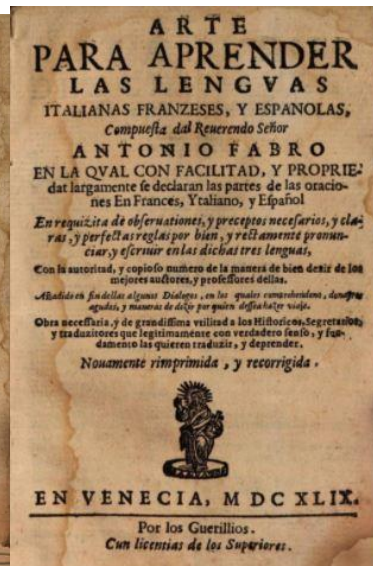 ARTE
PARA APRENDER
LAS LENGVAS
ITALIANAS FRANZESES, Y ESPANOLAS,
Compuesta dal Reuerendo Señor
ANTONIO FABRO
EN LA QVAL CON FACILITAD, Y PROPRIE-
dat largamente se declaran las partes de las oracio-
nes En Frances, Ytaliano, y Español
En requizita de obseruationes, y preceptos necesarios, y cla-
ras, y perfectas reglas por bien, y rectamente pronun-
ciar, y escriuir en las dichas tres lenguas,
Con la autoritad, y copioso numero de la manera de bien dezir de los
mejores auctores, y professores dellas.
Añadido en fin dellas algunos Dialogos, en los quales comprehendeno, donayres
agudos, y maneras de dezir por quien dessea hazer viaje.
Obra necessaria, y de grandissima vtilitad a los Historicos, Segretarios,
y traduzitores que legitimamente con verdadero senso, y fun-
damento las quieren traduzir, y deprender.
Nouamente rimprimida, y recorrigida.
EN VENECIA, M DC XLIX.
Por los Guerillios.
Cun licentias de los Superiores.